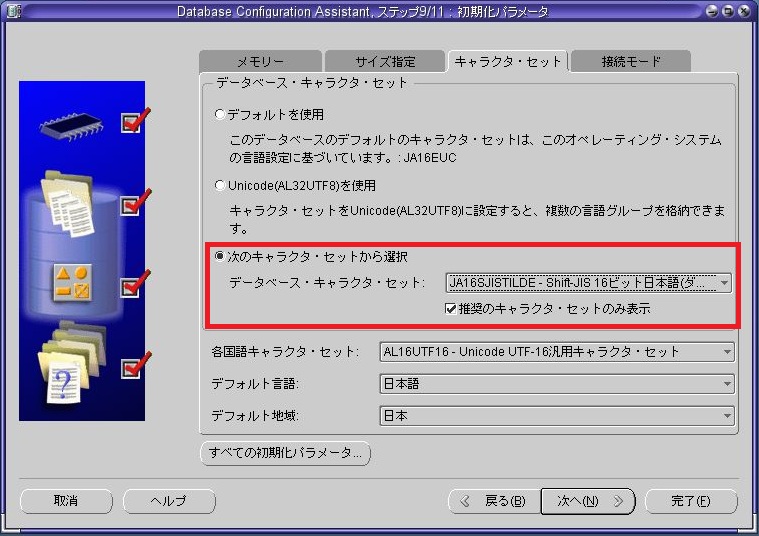 Database Configuration Assistant, ステップ9/11 : 初期化パラメータ
メモリー
サイズ指定
キャラクタ・セット
接続モード
データベース・キャラクタ・セット
デフォルトを使用
このデータベースのデフォルトのキャラクタ・セットは、このオペレーティング・システム
の言語設定に基づいています。: JA16EUC
Unicode(AL32UTF8)を使用
キャラクタ・セットをUnicode(AL32UTF8)に設定すると、複数の言語グループを格納できま
す。
次のキャラクタ・セットから選択
データベース・キャラクタ・セット:
JA16SJISTILDE - Shift-JIS 16ビット日本語(ダ...
推奨のキャラクタ・セットのみ表示
各国語キャラクタ・セット:
AL16UTF16 - Unicode UTF-16汎用キャラクタ・セット
デフォルト言語:
日本語
デフォルト地域:
日本
すべての初期化パラメータ...
取消
ヘルプ
戻る(B)
次へ(N)
完了(F)